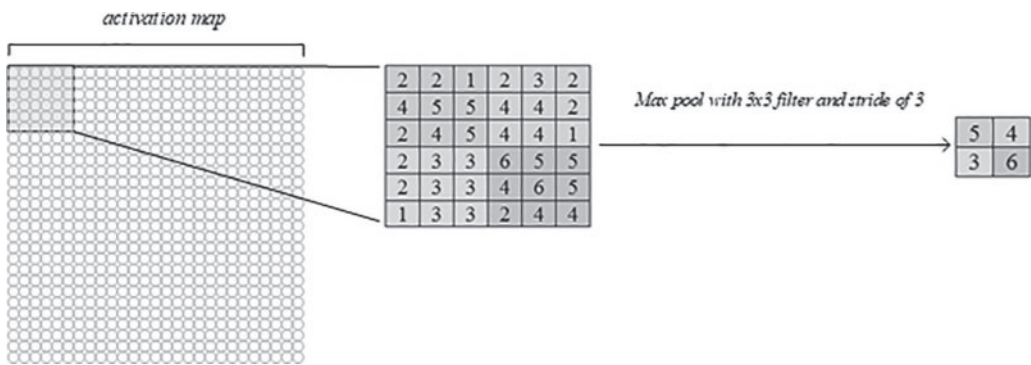 activation map
2 2 1 2 3 2
4 5 5 4 4 2
2 4 5 4 4 1
2 3 3 6 5 5
2 3 3 4 6 5
1 3 3 2 4 4
Max pool with 3x3 filter and stride of 3
5 4
3 6